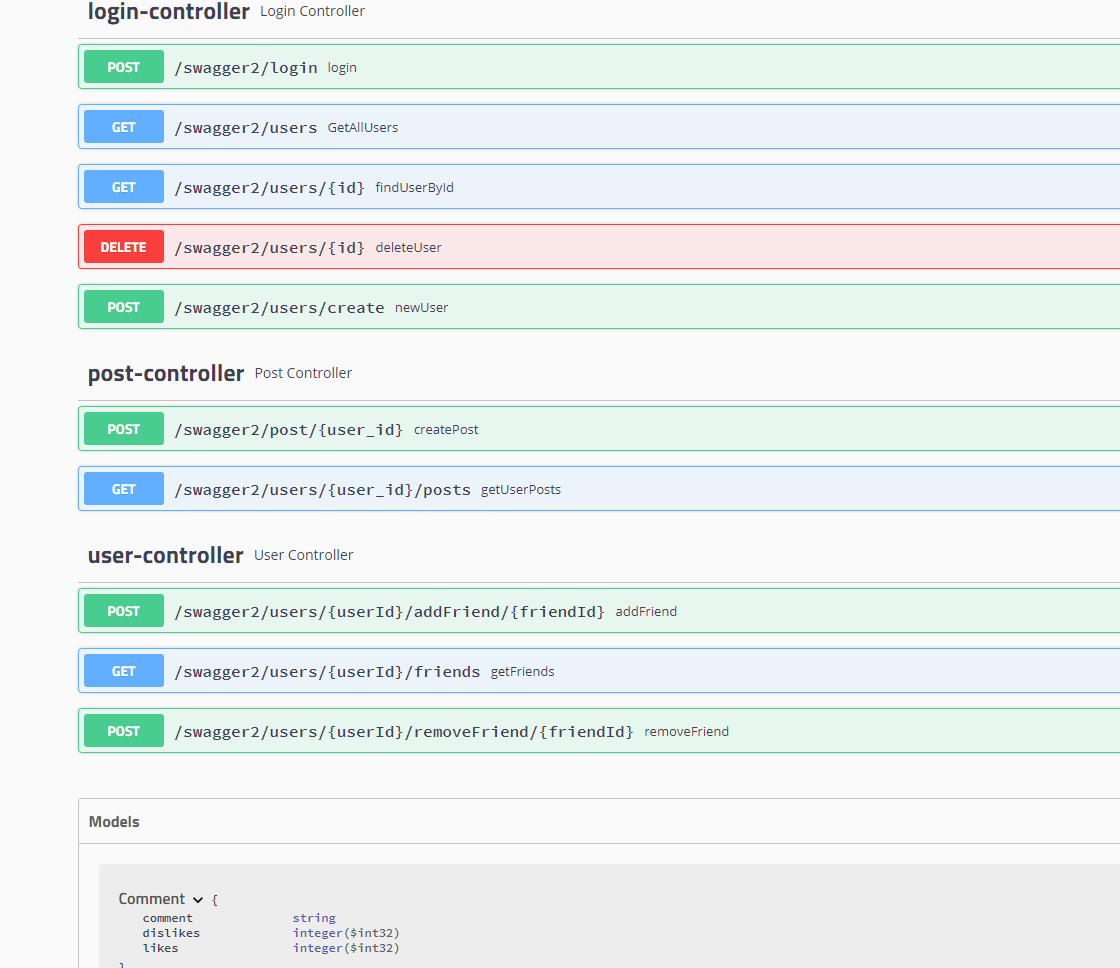 login-controller Login Controller
POST /swagger2/login login
GET /swagger2/users GetAllUsers
GET /swagger2/users/{id} findUserById
DELETE /swagger2/users/{id} deleteUser
POST /swagger2/users/create newUser
post-controller Post Controller
POST /swagger2/post/{user_id} createPost
GET /swagger2/users/{user_id}/posts getUserPosts
user-controller User Controller
POST /swagger2/users/{userId}/addFriend/{friendId} addFriend
GET /swagger2/users/{userId}/friends getFriends
POST /swagger2/users/{userId}/removeFriend/{friendId} removeFriend
Models
Comment {
comment string
dislikes integer($int32)
likes integer($int32)
}